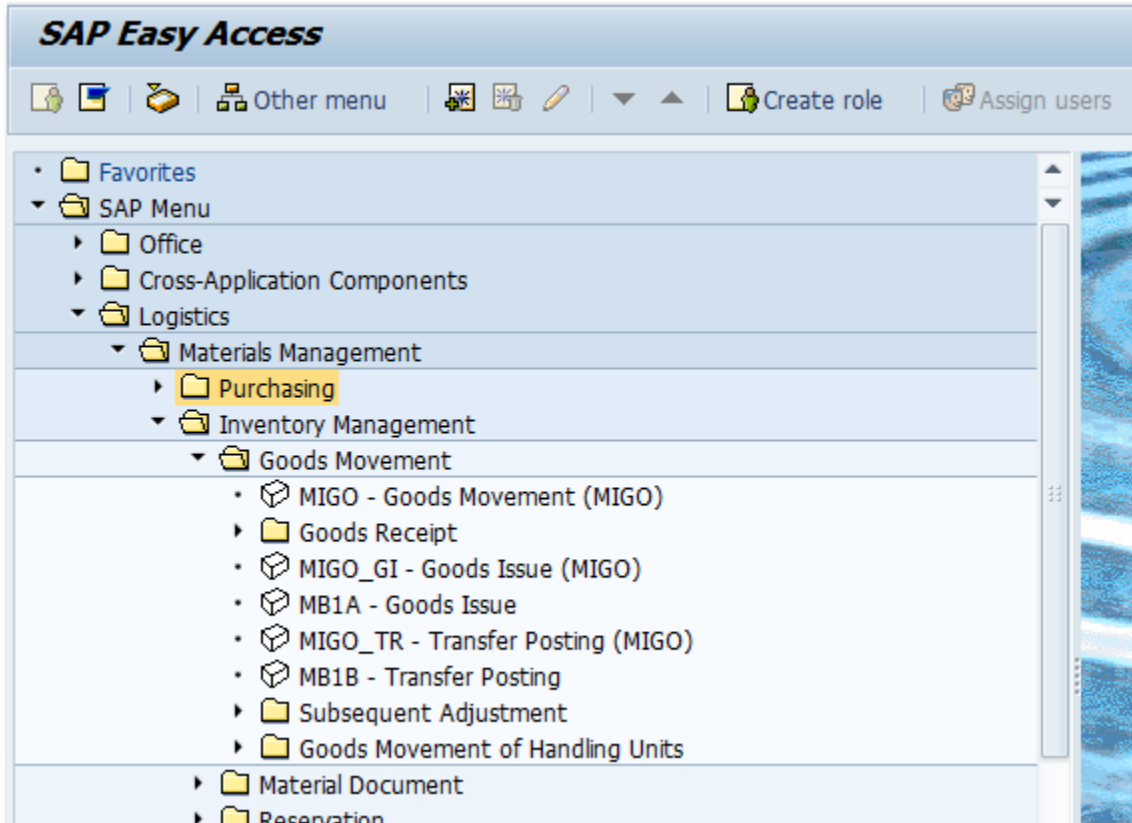 SAP Easy Access
Other menu Create role Assign users
Favorites
SAP Menu
Office
Cross-Application Components
Logistics
Materials Management
Purchasing
Inventory Management
Goods Movement
MIGO - Goods Movement (MIGO)
Goods Receipt
MIGO_GI - Goods Issue (MIGO)
MB1A - Goods Issue
MIGO_TR - Transfer Posting (MIGO)
MB1B - Transfer Posting
Subsequent Adjustment
Goods Movement of Handling Units
Material Document
Reservation